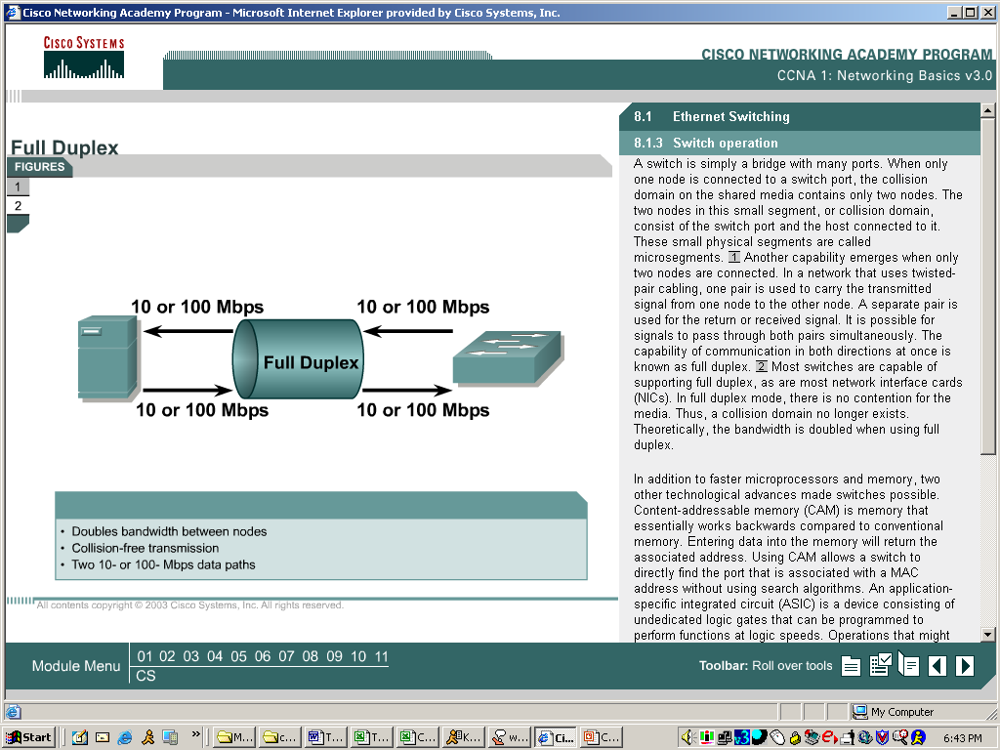 Cisco Networking Academy Program - Microsoft Internet Explorer provided by Cisco Systems, Inc.
CISCO SYSTEMS
CISCO NETWORKING ACADEMY PROGRAM
CCNA 1: Networking Basics v3.0
Full Duplex
FIGURES
1
2
10 or 100 Mbps
10 or 100 Mbps
Full Duplex
10 or 100 Mbps
10 or 100 Mbps
• Doubles bandwidth between nodes
• Collision-free transmission
• Two 10- or 100- Mbps data paths
All contents copyright © 2003 Cisco Systems, Inc. All rights reserved.
8.1 Ethernet Switching
8.1.3 Switch operation
A switch is simply a bridge with many ports. When only
one node is connected to a switch port, the collision
domain on the shared media contains only two nodes. The
two nodes in this small segment, or collision domain,
consist of the switch port and the host connected to it.
These small physical segments are called
microsegments. 1 Another capability emerges when only
two nodes are connected. In a network that uses twisted-
pair cabling, one pair is used to carry the transmitted
signal from one node to the other node. A separate pair is
used for the return or received signal. It is possible for
signals to pass through both pairs simultaneously. The
capability of communication in both directions at once is
known as full duplex. 2 Most switches are capable of
supporting full duplex, as are most network interface cards
(NICs). In full duplex mode, there is no contention for the
media. Thus, a collision domain no longer exists.
Theoretically, the bandwidth is doubled when using full
duplex.
In addition to faster microprocessors and memory, two
other technological advances made switches possible.
Content-addressable memory (CAM) is memory that
essentially works backwards compared to conventional
memory. Entering data into the memory will return the
associated address. Using CAM allows a switch to
directly find the port that is associated with a MAC
address without using search algorithms. An application-
specific integrated circuit (ASIC) is a device consisting of
undedicated logic gates that can be programmed to
perform functions at logic speeds. Operations that might
Module Menu
01 02 03 04 05 06 07 08 09 10 11
CS
Toolbar: Roll over tools
My Computer
Start
»
M...
c...
T...
T...
C...
K...
w...
Ci...
C...
6:43 PM